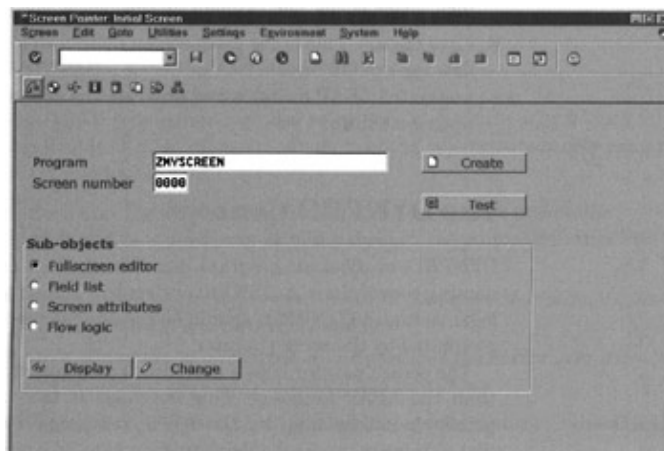 Screen Painter: Initial Screen
Screen Edit Goto Utilities Settings Environment System Help
Program ZMYSCREEN Create
Screen number 0000
Test
Sub-objects
Fullscreen editor
Field list
Screen attributes
Flow logic
Display Change